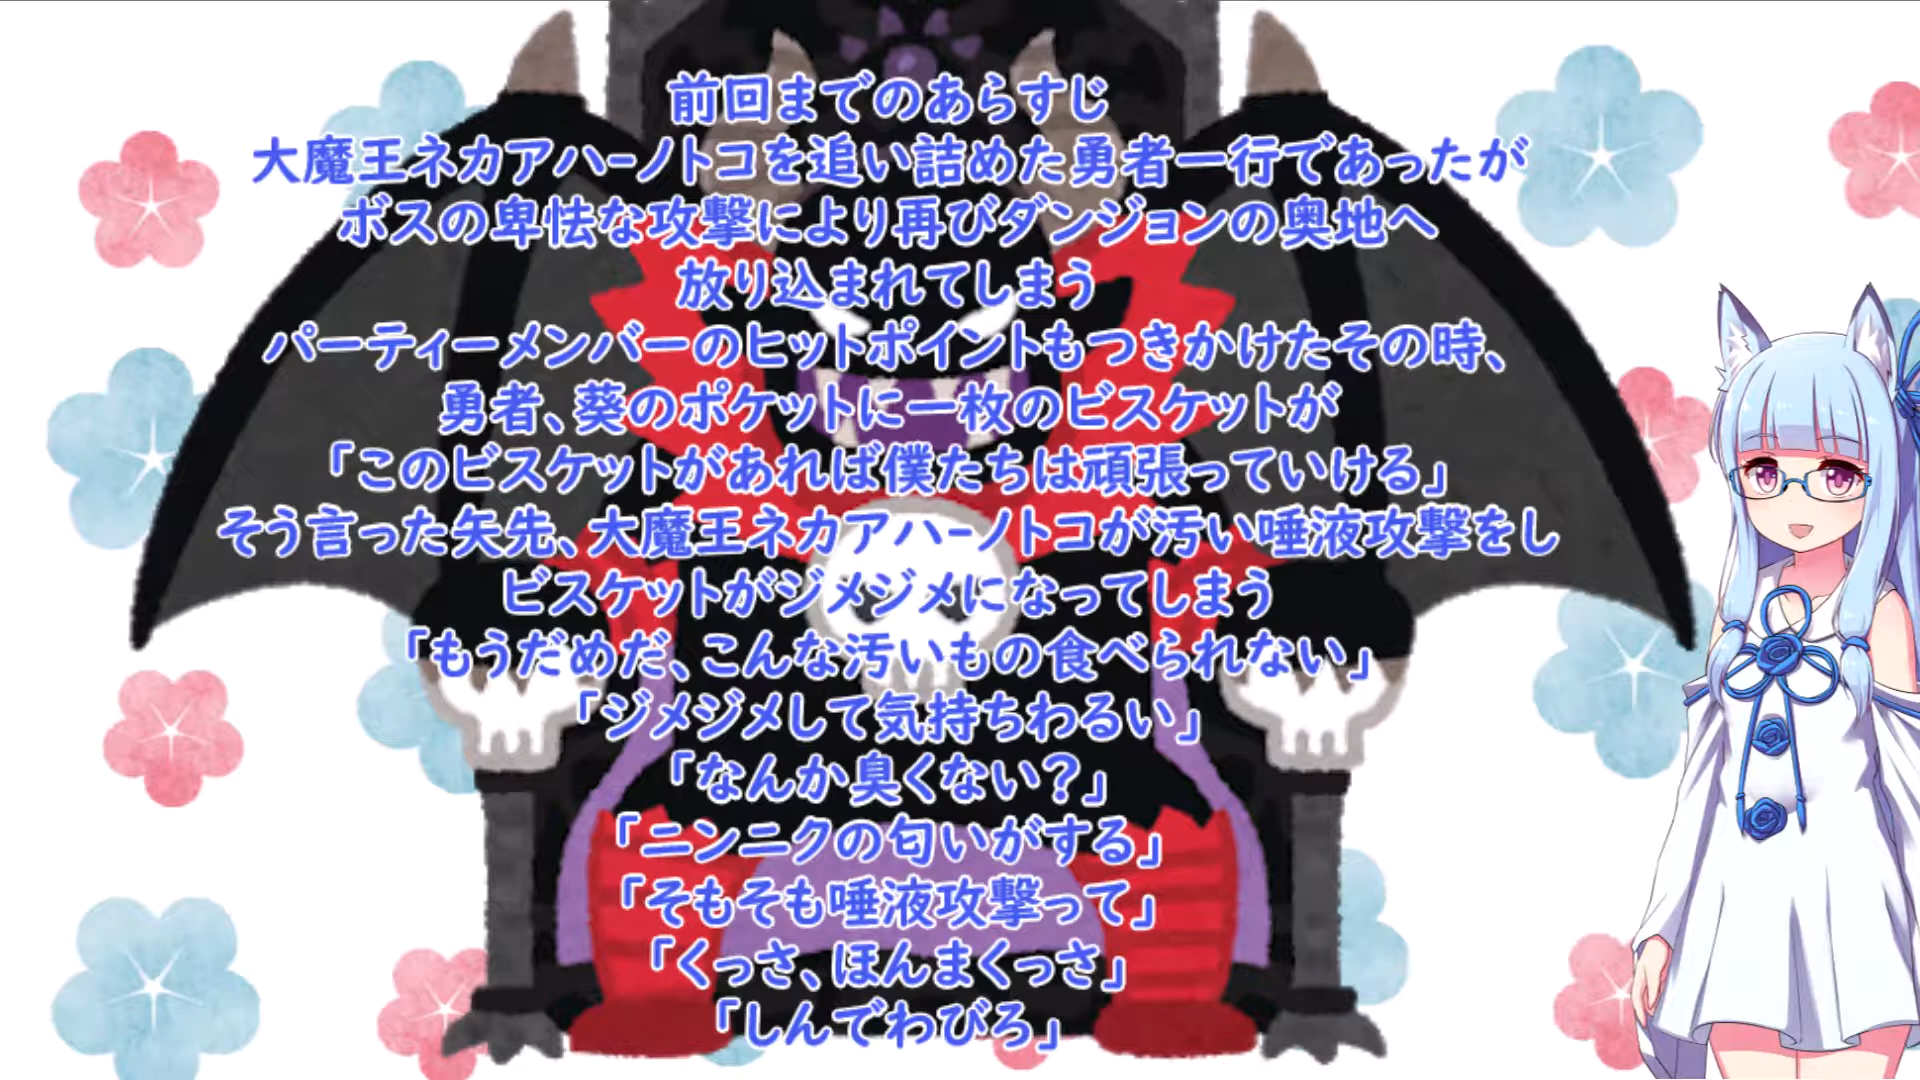 前回までのあらすじ
大魔王ネカアハーノトコを追い詰めた勇者一行であったが
ボスの卑怯な攻撃により再びダンジョンの奥地へ
放り込まれてしまう
パーティーメンバーのヒットポイントもつきかけたその時、
勇者、葵のポケットに一枚のビスケットが
「このビスケットがあれば僕たちは頑張っていける」
そう言った矢先、大魔王ネカアハーノトコが汚い唾液攻撃をし
ビスケットがジメジメになってしまう
「もうだめだ、こんな汚いもの食べられない」
「ジメジメして気持ちわるい」
「なんか臭くない？」
「ニンニクの匂いがする」
「そもそも唾液攻撃って」
「くっさ、ほんまくっさ」
「しんでわびろ」